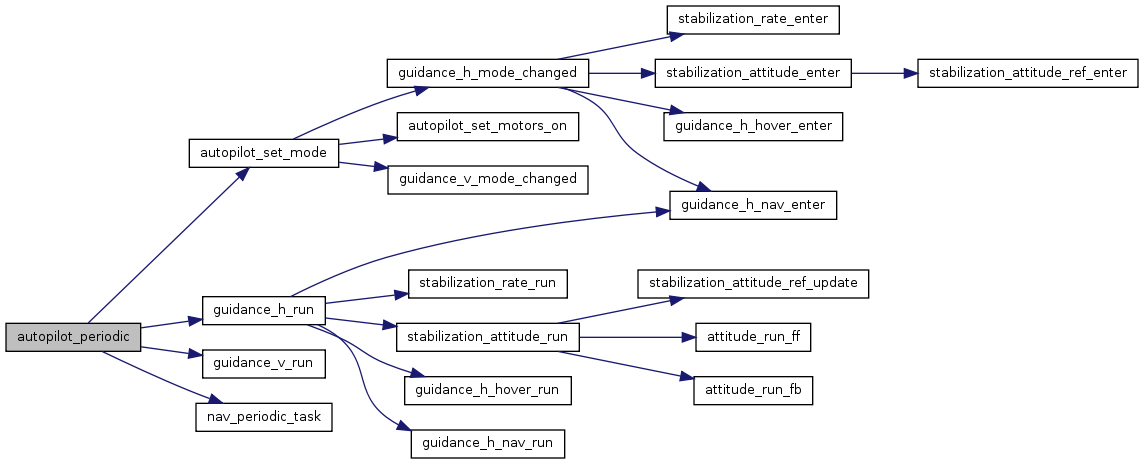 stabilization_rate_enter
guidance_h_mode_changed
stabilization_attitude_enter
stabilization_attitude_ref_enter
autopilot_set_motors_on
guidance_h_hover_enter
autopilot_set_mode
guidance_v_mode_changed
guidance_h_nav_enter
stabilization_rate_run
stabilization_attitude_ref_update
guidance_h_run
autopilot_periodic
stabilization_attitude_run
attitude_run_ff
guidance_v_run
guidance_h_hover_run
attitude_run_fb
nav_periodic_task
guidance_h_nav_run